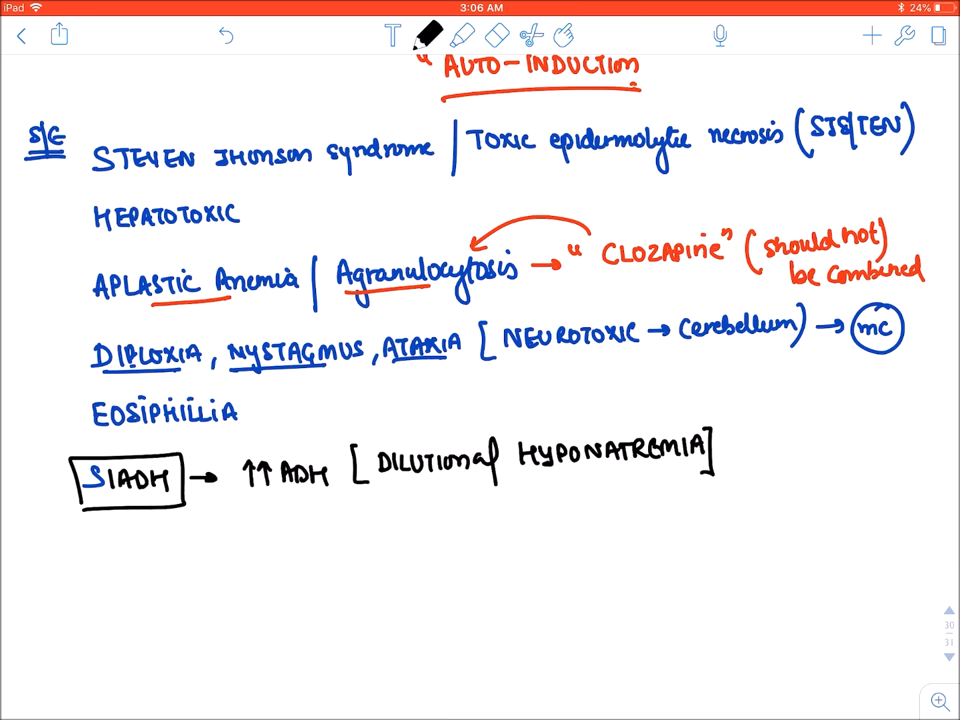 iPad 3:06 AM 24%
T
" AUTO-INDUCTION
S/E
STEVEN JHONSON syndrome | TOXIC epidermolytic necrosis (SJS/TEN)
HEPATOTOXIC
APLASTIC Anemia | Agranulocytosis → " CLOZAPINE" (should not)
be combined
DIPLOXIA, NYSTAGMUS, ATAXIA [NEUROTOXIC → Cerebellum) → mc
EOSIPHILLIA
SIADH → ↑↑ ADH [DILUTIONAL HYPONATREMIA]
30
31